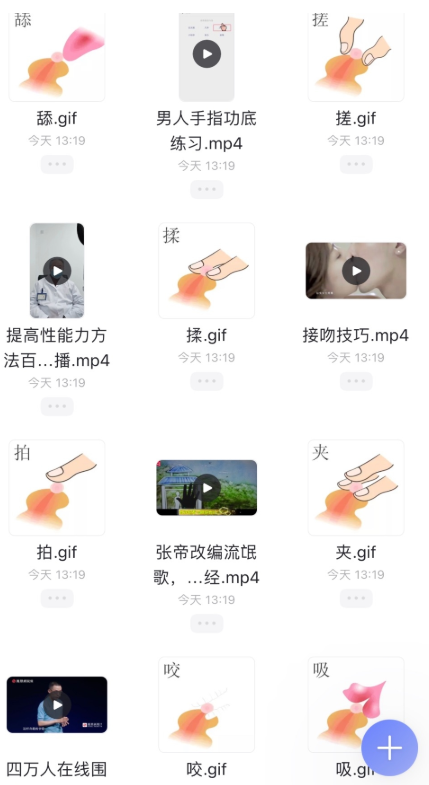 舔
搓
舔.gif
男人手指功底
练习.mp4
搓.gif
今天 13:19
今天 13:19
今天 13:19
揉
提高性能力方
法百...播.mp4
揉.gif
接吻技巧.mp4
今天 13:19
今天 13:19
今天 13:19
拍
夹
拍.gif
张帝改编流氓
歌，...经.mp4
夹.gif
今天 13:19
今天 13:19
今天 13:19
咬
吸
四万人在线围
咬.gif
吸.gif